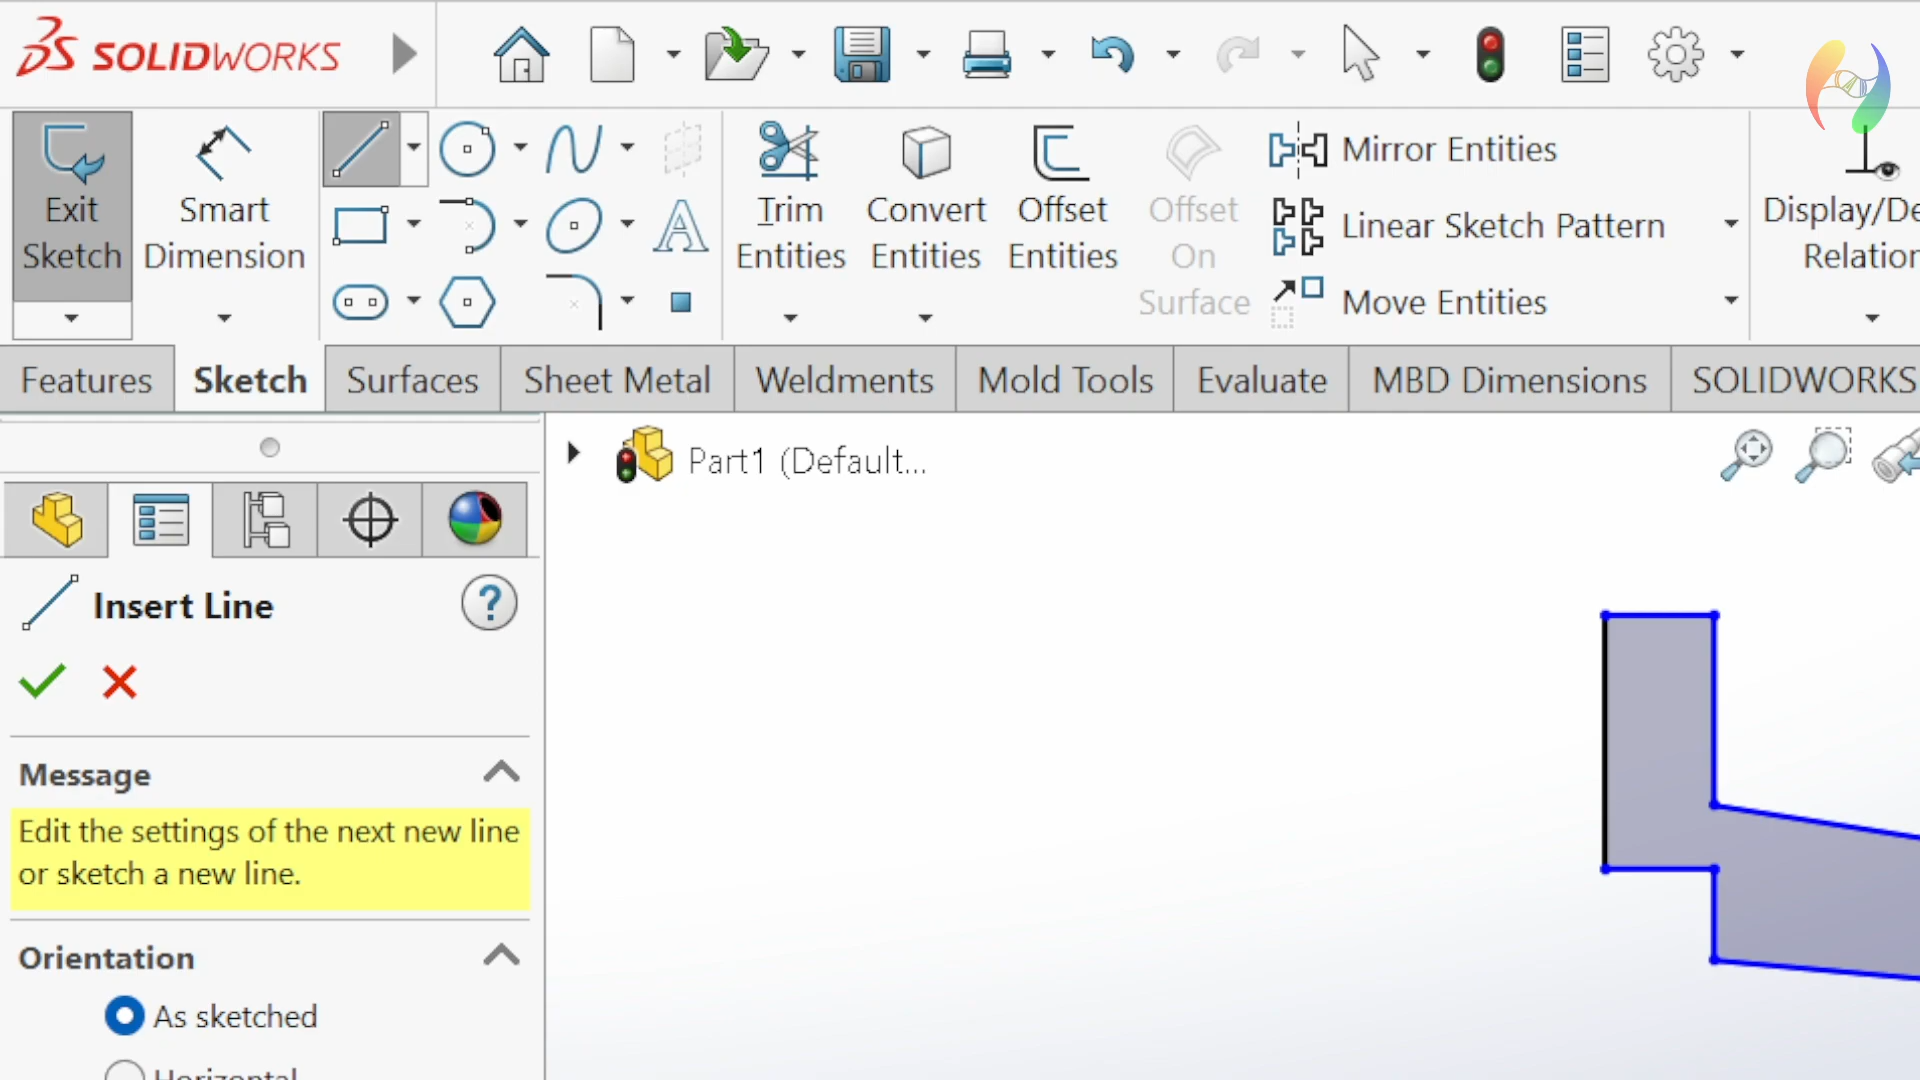 SOLIDWORKS
Exit
Sketch
Smart
Dimension
Trim
Entities
Convert
Entities
Offset
Entities
Offset
On
Surface
Mirror Entities
Linear Sketch Pattern
Move Entities
Display/De
Relation
Features
Sketch
Surfaces
Sheet Metal
Weldments
Mold Tools
Evaluate
MBD Dimensions
SOLIDWORKS
Part1 (Default...
Insert Line
Message
Edit the settings of the next new line
or sketch a new line.
Orientation
As sketched
Horizontal